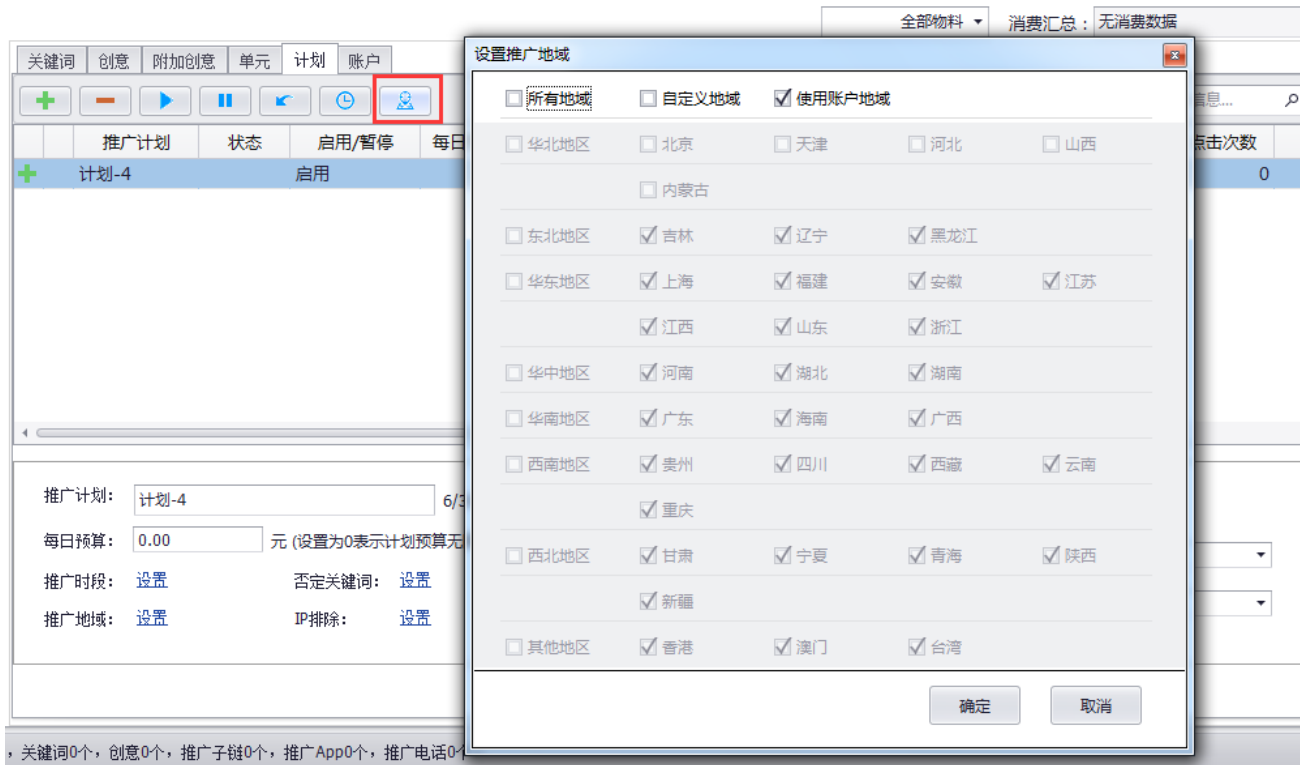 全部物料 消费汇总： 无消费数据
关键词 创意 附加创意 单元 计划 账户
推广计划 状态 启用/暂停 每日
计划-4 启用
推广计划： 计划-4 6/3
每日预算： 0.00 元 (设置为0表示计划预算无
推广时段： 设置 否定关键词： 设置
推广地域： 设置 IP排除： 设置
设置推广地域
所有地域 自定义地域 使用账户地域
华北地区 北京 天津 河北 山西
内蒙古
东北地区 吉林 辽宁 黑龙江
华东地区 上海 福建 安徽 江苏
江西 山东 浙江
华中地区 河南 湖北 湖南
华南地区 广东 海南 广西
西南地区 贵州 四川 西藏 云南
重庆
西北地区 甘肃 宁夏 青海 陕西
新疆
其他地区 香港 澳门 台湾
确定 取消
信息...
点击次数
0
，关键词0个，创意0个，推广子链0个，推广App0个，推广电话0个